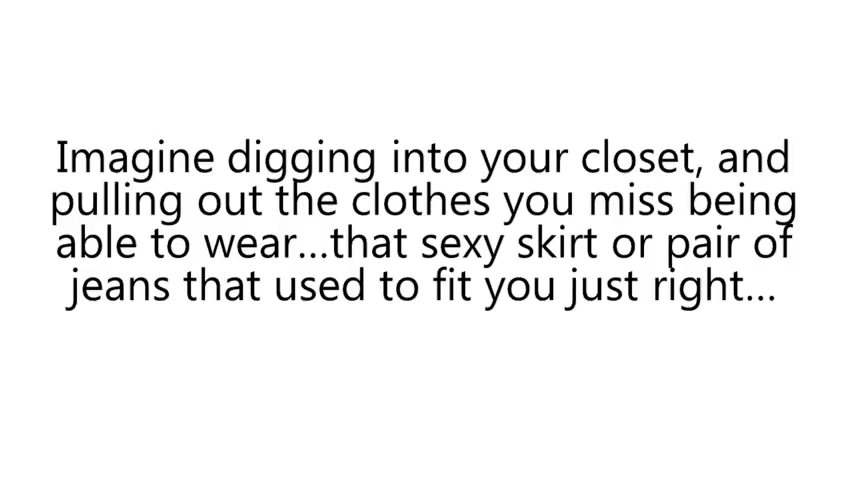 Imagine digging into your closet, and
pulling out the clothes you miss being
able to wear...that sexy skirt or pair of
jeans that used to fit you just right...